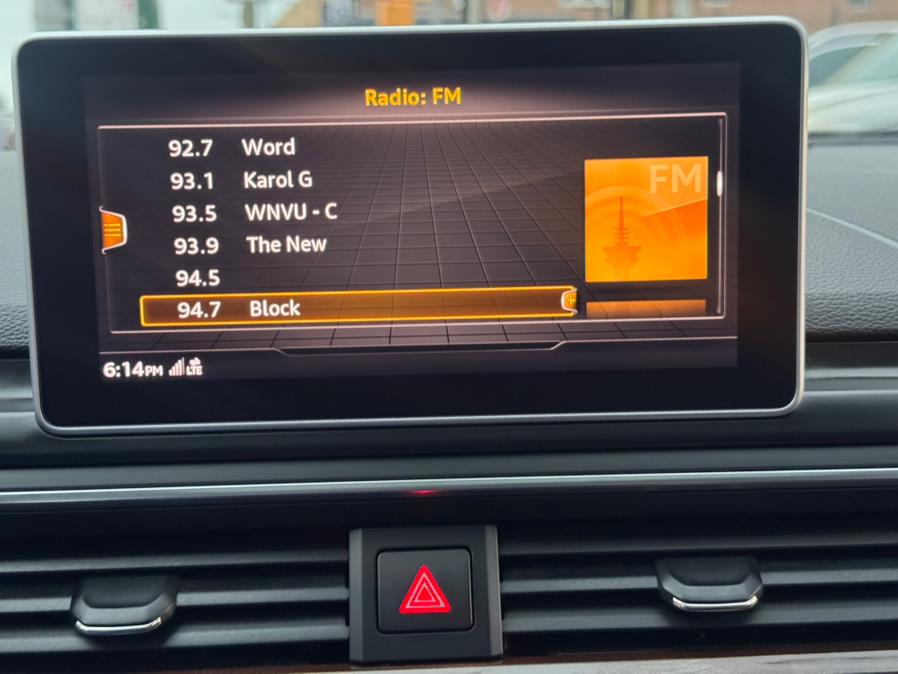 Radio: FM
92.7 Word
93.1 Karol G
93.5 WNVU - C
93.9 The New
94.5
94.7 Block
FM
6:14PM LTE